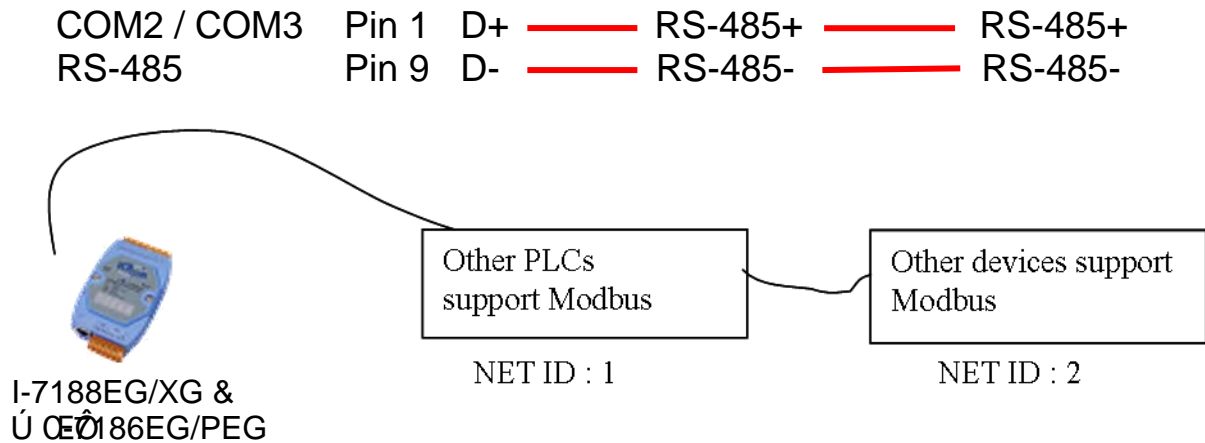 COM2 / COM3 Pin 1 D+ RS-485+ RS-485+
RS-485 Pin 9 D- RS-485- RS-485-
Other PLCs
support Modbus
Other devices support
Modbus
NET ID : 1
NET ID : 2
I-7188EG/XG &
7186EG/PEG